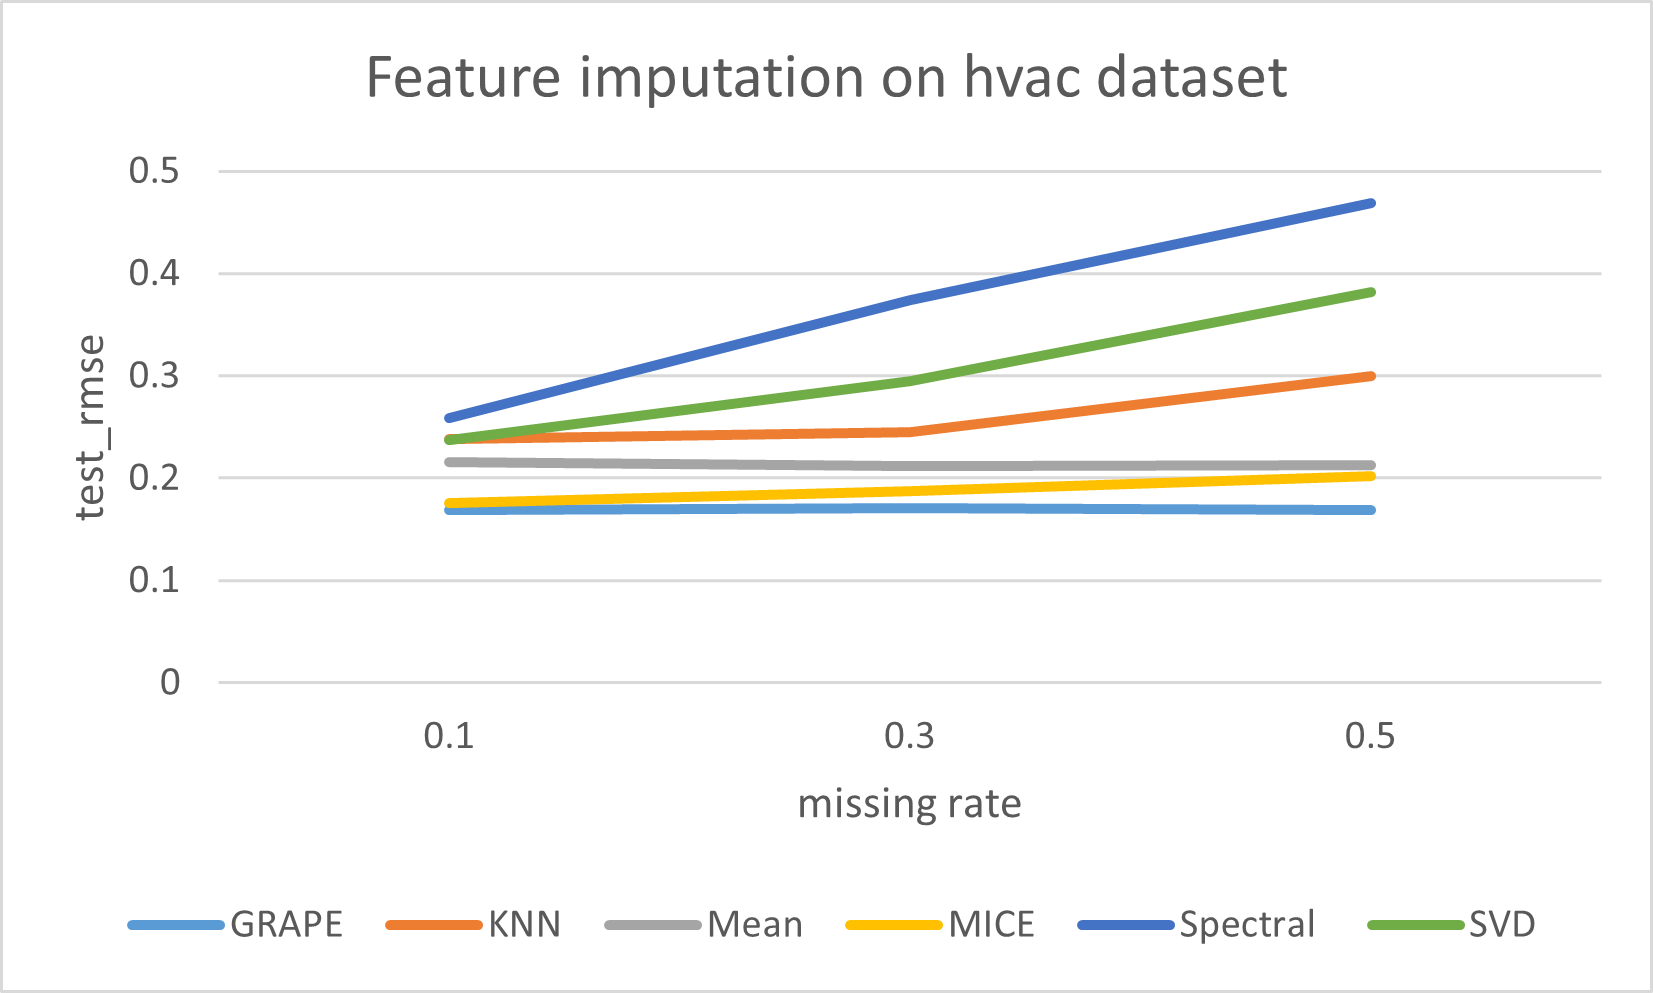 Feature imputation on hvac dataset
0.5
0.4
0.3
0.2
0.1
0
test_rmse
0.1 0.3 0.5
missing rate
GRAPE KNN Mean MICE Spectral SVD